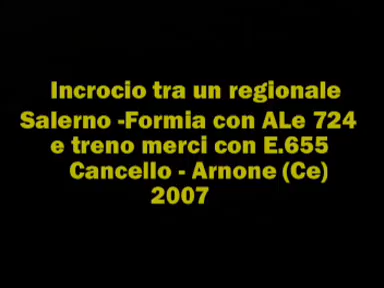 Incrocio tra un regionale
Salerno -Formia con ALe 724
e treno merci con E.655
Cancello - Arnone (Ce)
2007